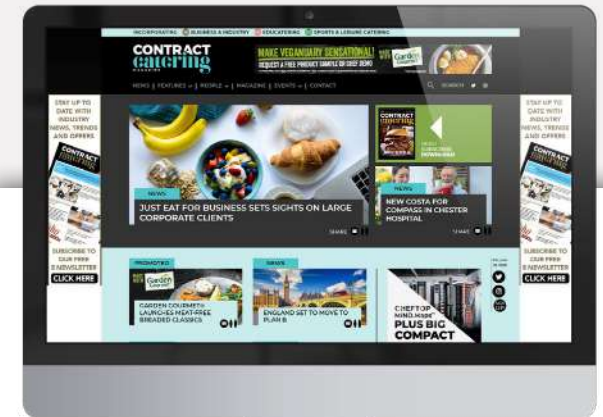 INCORPORATING BUSINESS & INDUSTRY EDUCATERING SPORTS & LEISURE CATERING
CONTRACT
catering
MAGAZINE
MAKE VEGANUARY SENSATIONAL!
REQUEST A FREE PRODUCT SAMPLE OR CHEF DEMO
Garden
Gourmet
NEWS | FEATURES | PEOPLE | MAGAZINE | EVENTS | CONTACT
SEARCH
STAY UP TO
DATE WITH
INDUSTRY
NEWS, TRENDS
AND OFFERS
SUBSCRIBE TO
OUR FREE
ENEWSLETTER
CLICK HERE
NEWS
JUST EAT FOR BUSINESS SETS SIGHTS ON LARGE
CORPORATE CLIENTS
SHARE
CONTRACT
catering
SUBSCRIBE
DOWNLOAD
NEWS
NEW COSTA FOR
COMPASS IN CHESTER
HOSPITAL
SHARE
PROMOTED
Garden
Gourmet
GARDEN GOURMET®
LAUNCHES MEAT-FREE
BREADED CLASSICS
NEWS
ENGLAND SET TO MOVE TO
PLAN B
CHEFTOP
MIND.Maps™
PLUS BIG
COMPACT
STAY UP TO
DATE WITH
INDUSTRY
NEWS, TRENDS
AND OFFERS
CONTRACT
catering
SUBSCRIBE TO
OUR FREE
ENEWSLETTER
CLICK HERE